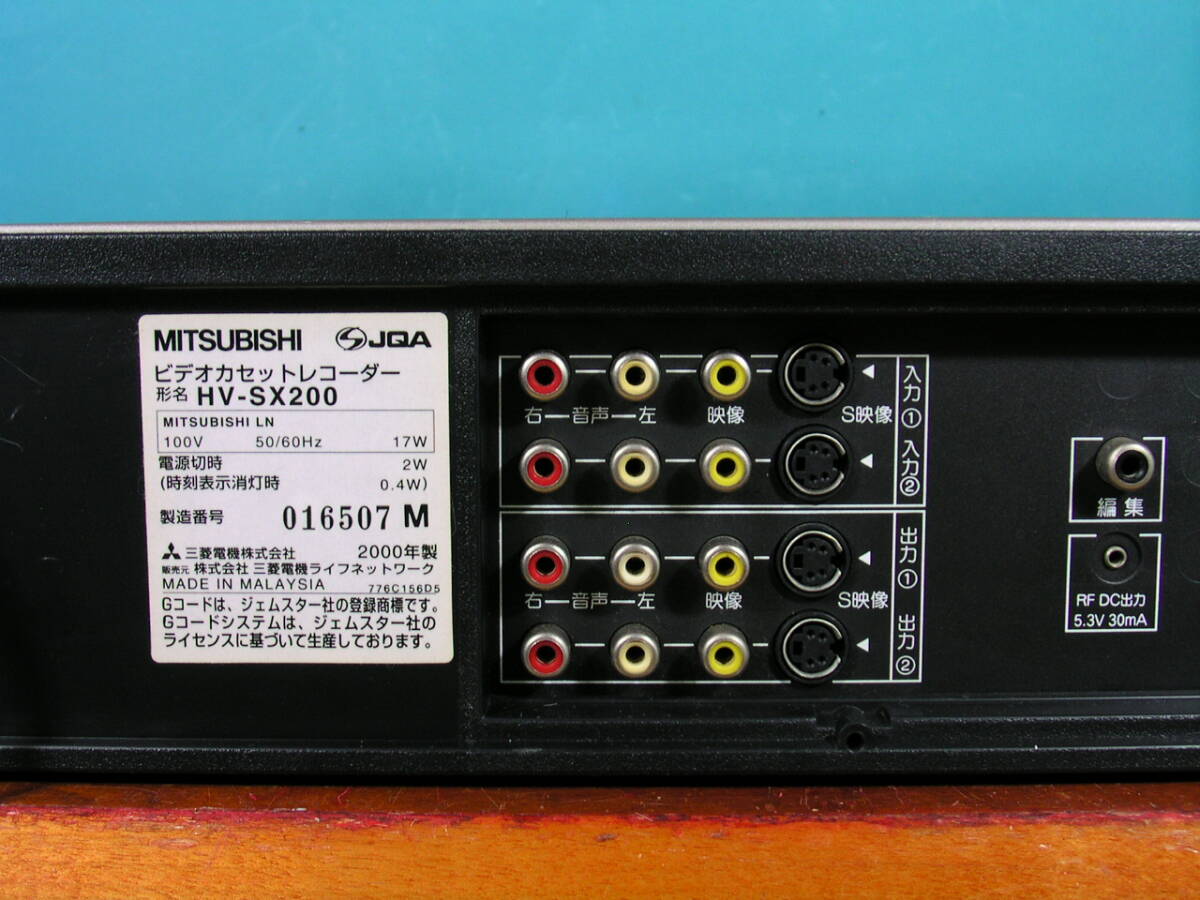 MITSUBISHI JQA
ビデオカセットレコーダー
形名 HV-SX200
MITSUBISHI LN
100V 50/60Hz 17W
電源切時 2W
(時刻表示消灯時 0.4W)
製造番号 016507 M
三菱電機株式会社 2000年製
販売元 株式会社 三菱電機ライフネットワーク
MADE IN MALAYSIA 776C156D5
Gコードは、ジェムスター社の登録商標です。
Gコードシステムは、ジェムスター社の
ライセンスに基づいて生産しております。
右 音声 左 映像 S映像
入力①
入力②
右 音声 左 映像 S映像
出力①
出力②
編集
RF DC出力
5.3V 30mA